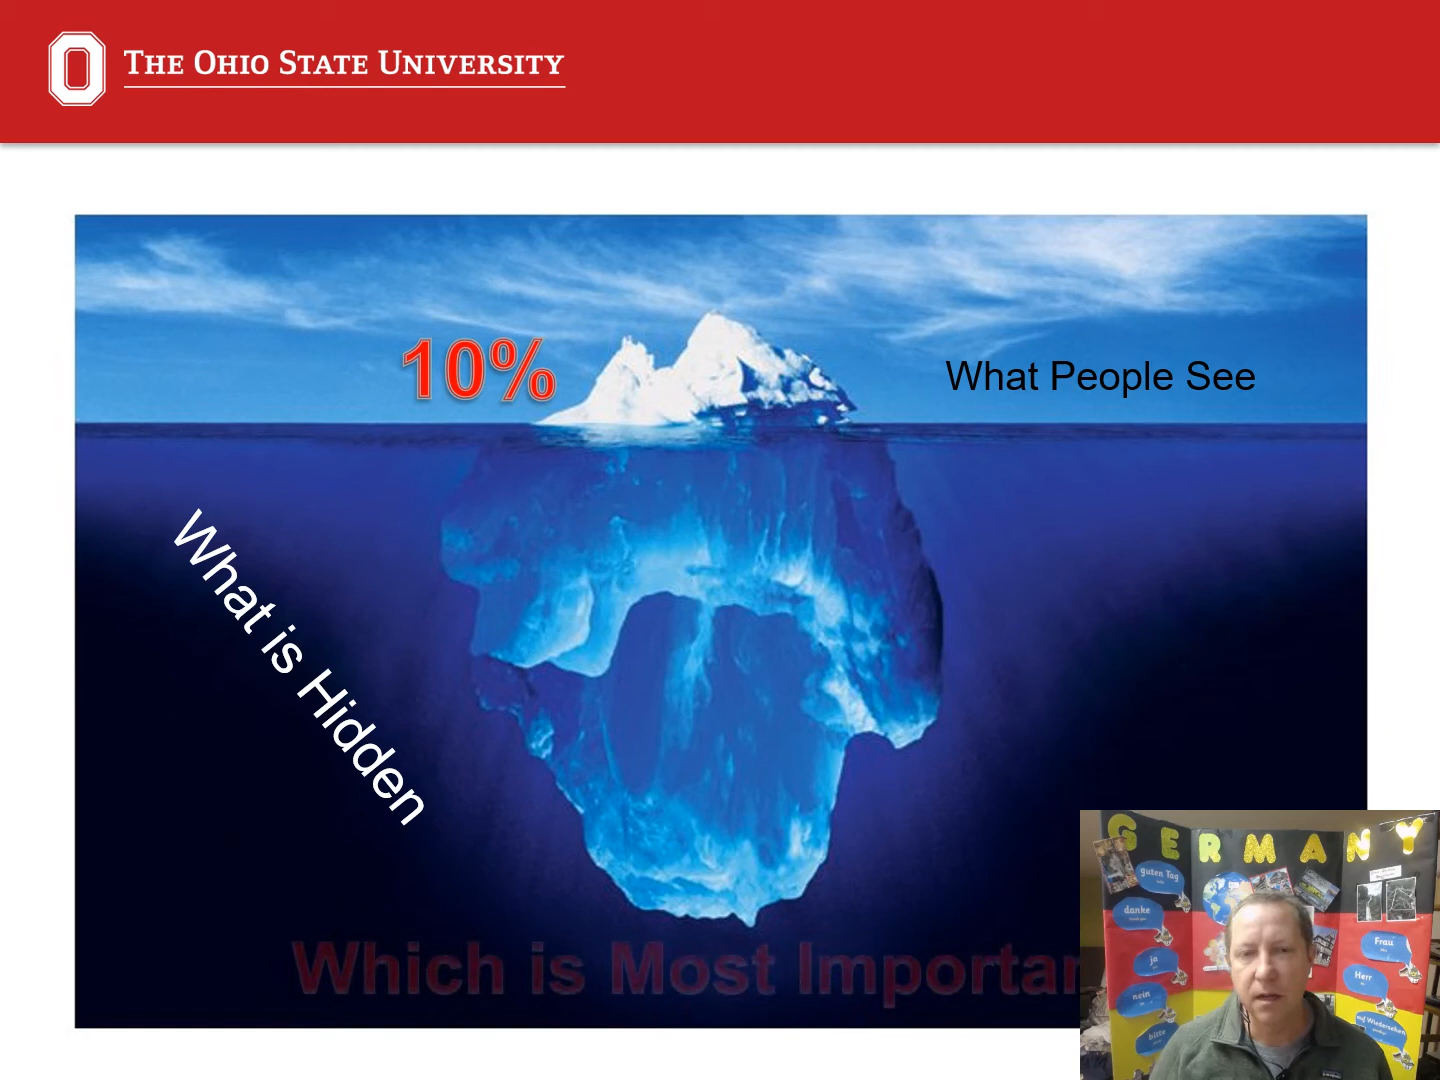 THE OHIO STATE UNIVERSITY
10%
What People See
What is Hidden
Which is Most
GERMANY
guten Tag
danke
ja
nein
bitte
Frau
Herr
auf Wiedersehen